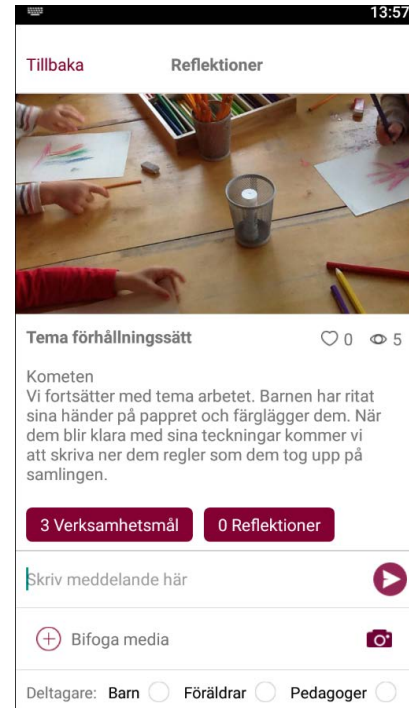 13:57
Tillbaka Reflektioner
Tema förhållningssätt 0 5
Kometen
Vi fortsätter med tema arbetet. Barnen har ritat
sina händer på pappret och färglägger dem. När
dem blir klara med sina teckningar kommer vi
att skriva ner dem regler som dem tog upp på
samlingen.
3 Verksamhetsmål 0 Reflektioner
Skriv meddelande här
Bifoga media
Deltagare: Barn Föräldrar Pedagoger